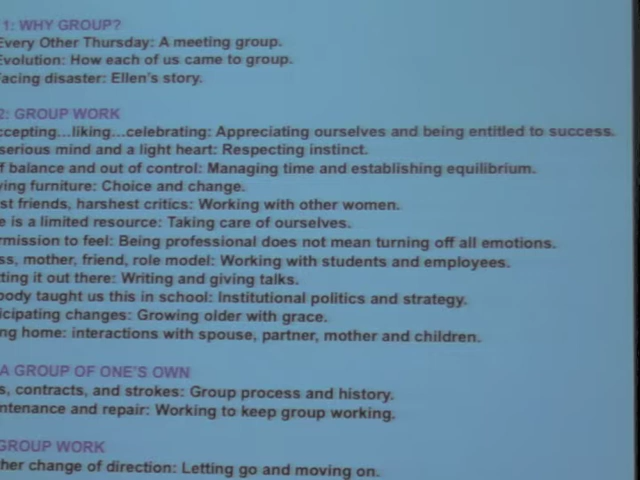 1: WHY GROUP?
Every Other Thursday: A meeting group.
Evolution: How each of us came to group.
acing disaster: Ellen's story.
2: GROUP WORK
ccepting...liking...celebrating: Appreciating ourselves and being entitled to success.
serious mind and a light heart: Respecting instinct.
f balance and out of control: Managing time and establishing equilibrium.
ving furniture: Choice and change.
st friends, harshest critics: Working with other women.
e is a limited resource: Taking care of ourselves.
rmission to feel: Being professional does not mean turning off all emotions.
ss, mother, friend, role model: Working with students and employees.
ting it out there: Writing and giving talks.
body taught us this in school: Institutional politics and strategy.
icipating changes: Growing older with grace.
ng home: interactions with spouse, partner, mother and children.
A GROUP OF ONE'S OWN
s, contracts, and strokes: Group process and history.
ntenance and repair: Working to keep group working.
GROUP WORK
ther change of direction: Letting go and moving on.